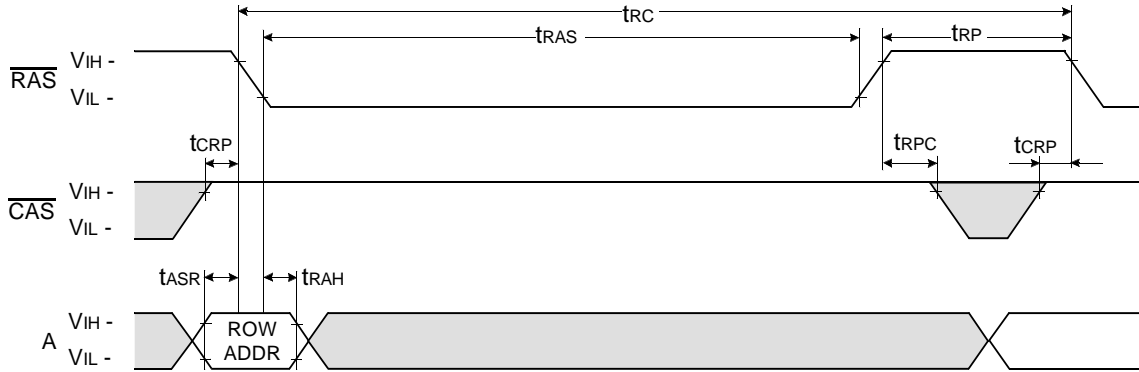 tRC
tRAS
tRP
RAS
VIH -
VIL -
tCRP
tRPC
tCRP
CAS
VIH -
VIL -
tASR
tRAH
A
VIH -
VIL -
ROW
ADDR